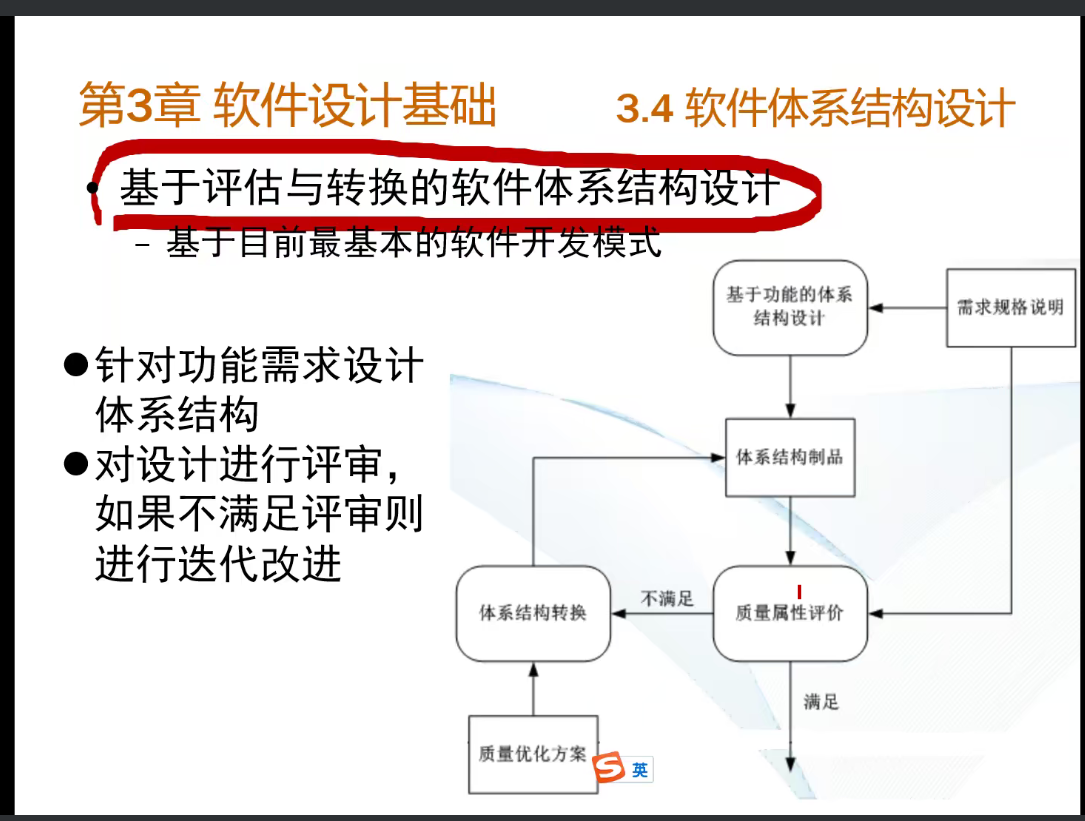 第3章 软件设计基础
3.4 软件体系结构设计
• 基于评估与转换的软件体系结构设计
– 基于目前最基本的软件开发模式
●针对功能需求设计
体系结构
●对设计进行评审，
如果不满足评审则
进行迭代改进
基于功能的体系
结构设计
需求规格说明
体系结构制品
体系结构转换
不满足
质量属性评价
满足
质量优化方案
S 英